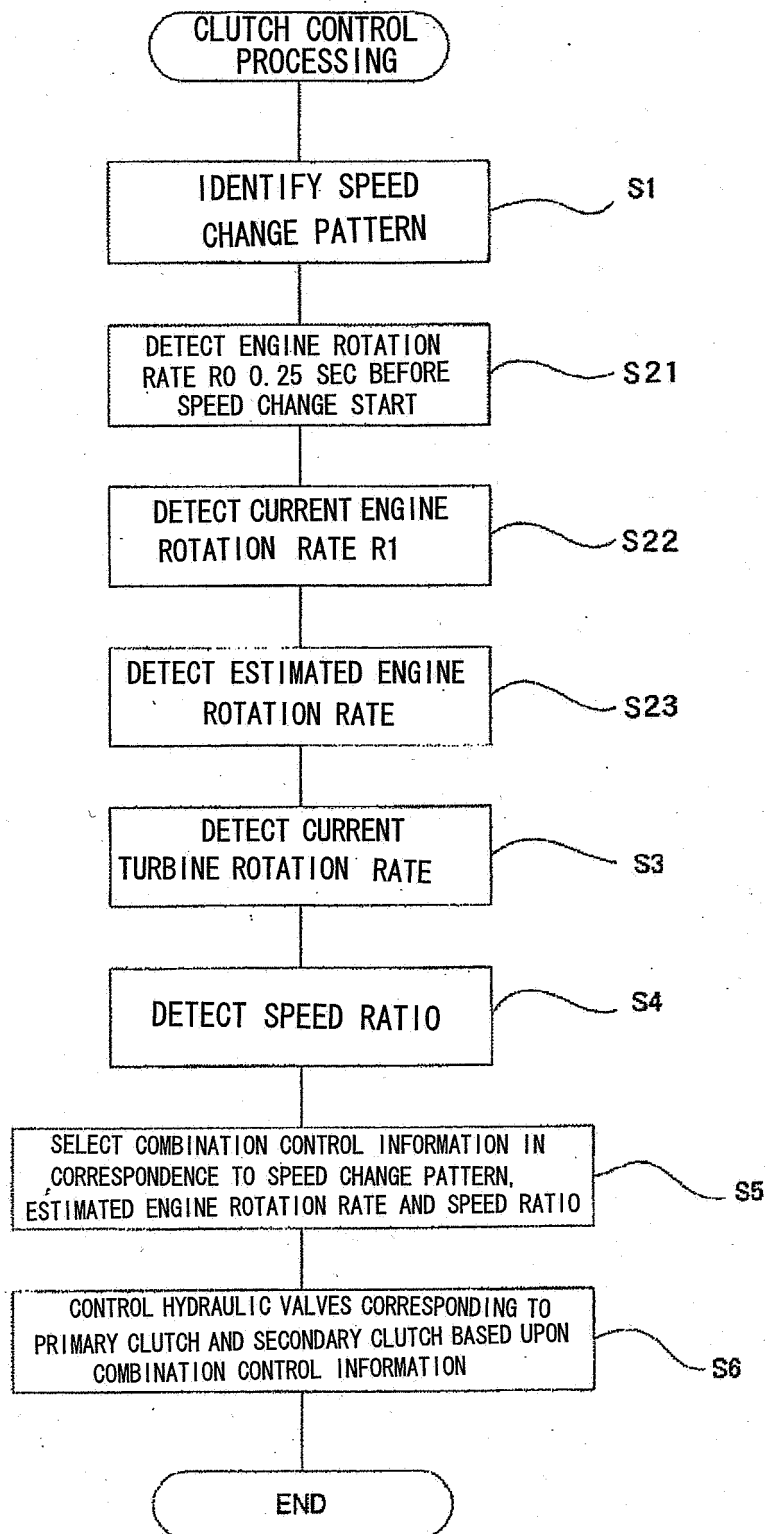 CLUTCH CONTROL
PROCESSING
IDENTIFY SPEED
CHANGE PATTERN
S1
DETECT ENGINE ROTATION
RATE R0 0.25 SEC BEFORE
SPEED CHANGE START
S21
DETECT CURRENT ENGINE
ROTATION RATE R1
S22
DETECT ESTIMATED ENGINE
ROTATION RATE
S23
DETECT CURRENT
TURBINE ROTATION RATE
S3
DETECT SPEED RATIO
S4
SELECT COMBINATION CONTROL INFORMATION IN
CORRESPONDENCE TO SPEED CHANGE PATTERN,
ESTIMATED ENGINE ROTATION RATE AND SPEED RATIO
S5
CONTROL HYDRAULIC VALVES CORRESPONDING TO
PRIMARY CLUTCH AND SECONDARY CLUTCH BASED UPON
COMBINATION CONTROL INFORMATION
S6
END